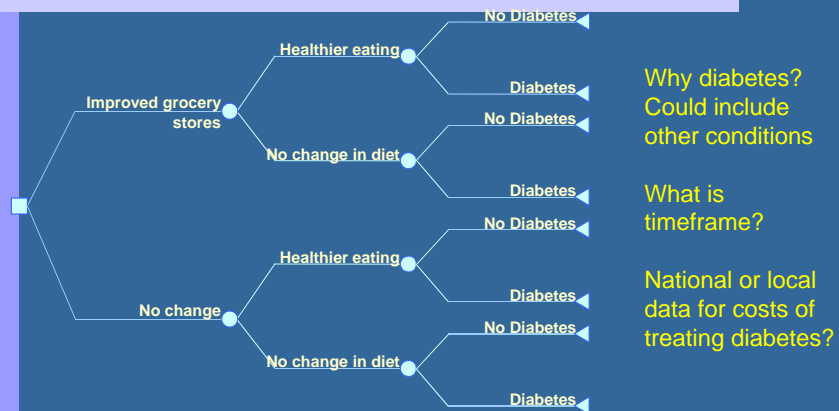 No Diabetes
Healthier eating
Diabetes
Improved grocery
stores
No Diabetes
No change in diet
Diabetes
No Diabetes
Healthier eating
Diabetes
No change
No Diabetes
No change in diet
Diabetes
Why diabetes?
Could include
other conditions
What is
timeframe?
National or local
data for costs of
treating diabetes?